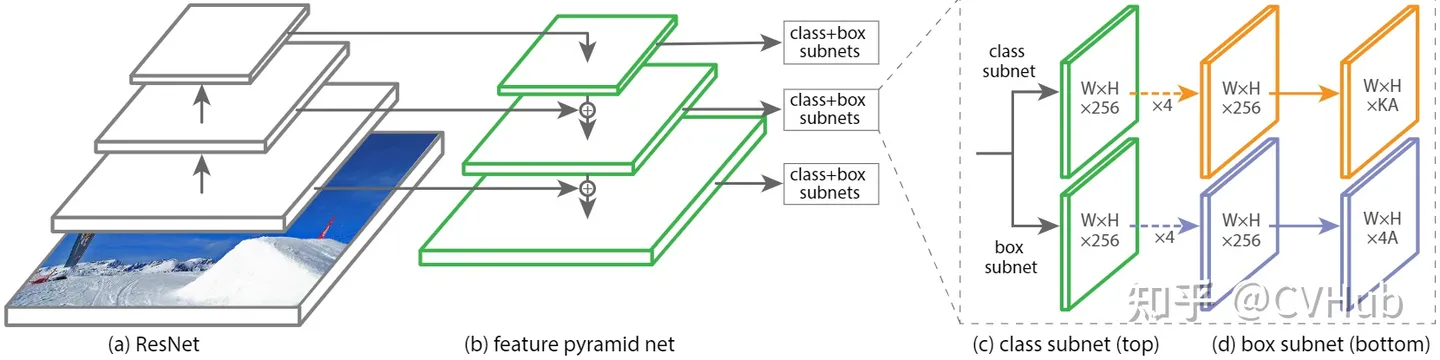 class+box
subnets
class+box
subnets
class+box
subnets
class
subnet
W×H
×256
×4
W×H
×256
W×H
×KA
box
subnet
W×H
×256
×4
W×H
×256
W×H
×4A
知乎 @CVHub
(a) ResNet
(b) feature pyramid net
(c) class subnet (top)
(d) box subnet (bottom)